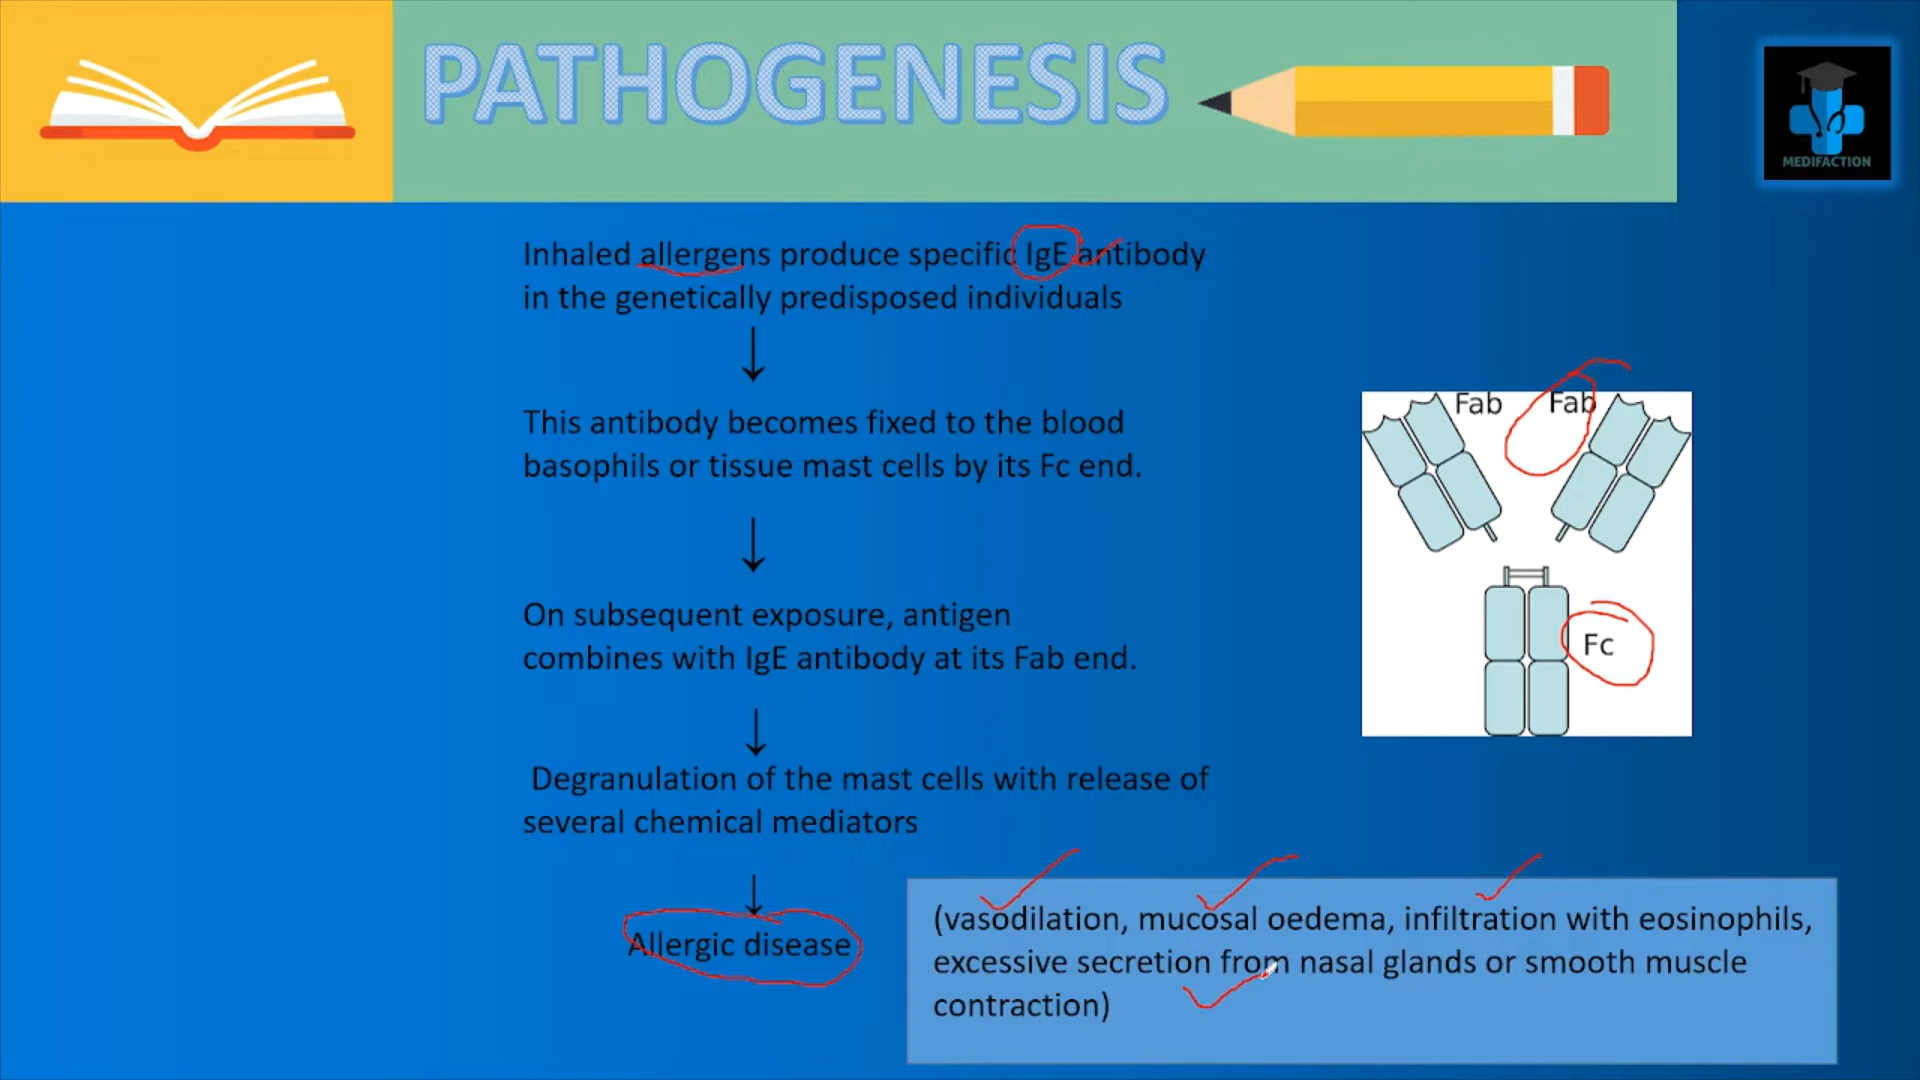 PATHOGENESIS
MEDIFACTION
Inhaled allergens produce specific IgE antibody
in the genetically predisposed individuals
This antibody becomes fixed to the blood
basophils or tissue mast cells by its Fc end.
On subsequent exposure, antigen
combines with IgE antibody at its Fab end.
Degranulation of the mast cells with release of
several chemical mediators
Allergic disease
(vasodilation, mucosal oedema, infiltration with eosinophils,
excessive secretion from nasal glands or smooth muscle
contraction)
Fab Fab
Fc